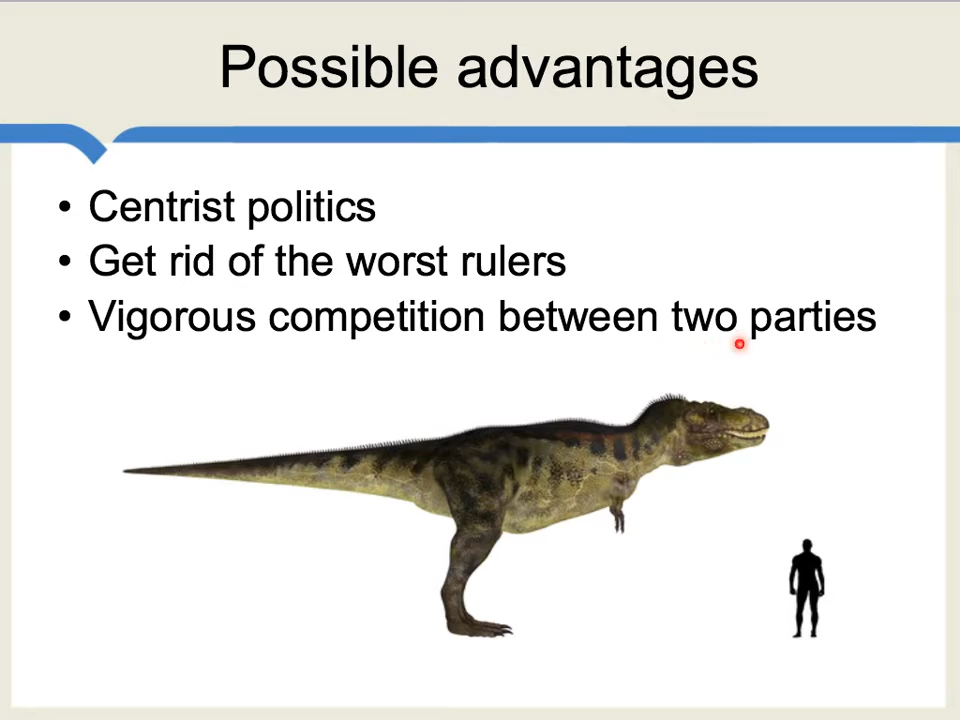 Possible advantages
• Centrist politics
• Get rid of the worst rulers
• Vigorous competition between two parties